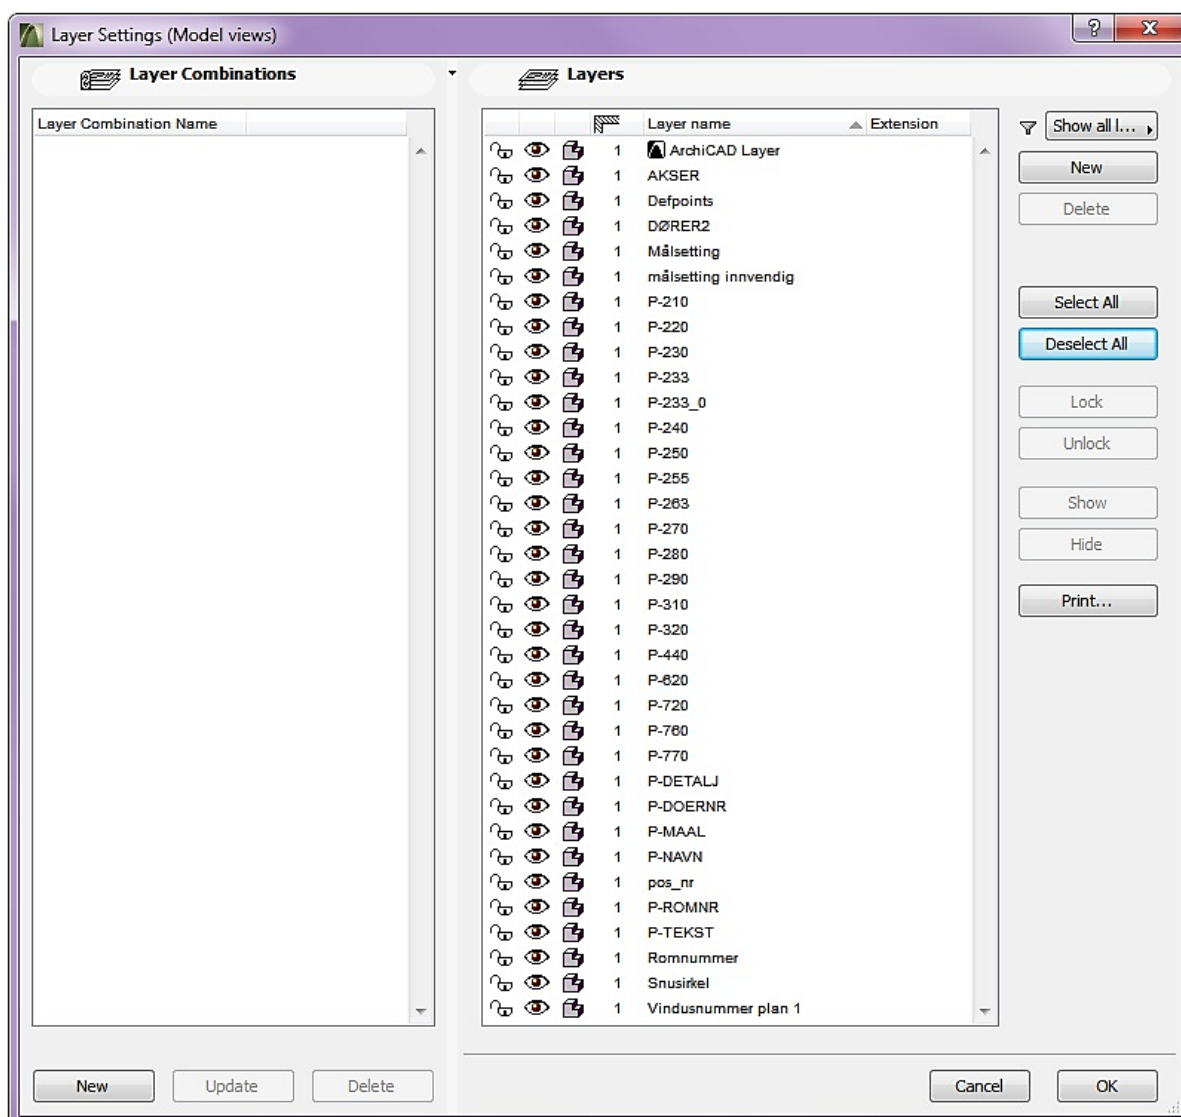 Layer Settings (Model views)
?
X
Layer Combinations
Layers
Layer Combination Name
Layer name
Extension
1 ArchiCAD Layer
1 AKSER
1 Defpoints
1 DØRER2
1 Målsetting
1 målsetting innvendig
1 P-210
1 P-220
1 P-230
1 P-233
1 P-233_0
1 P-240
1 P-250
1 P-255
1 P-263
1 P-270
1 P-280
1 P-290
1 P-310
1 P-320
1 P-440
1 P-620
1 P-720
1 P-760
1 P-770
1 P-DETALJ
1 P-DOERNR
1 P-MAAL
1 P-NAVN
1 pos_nr
1 P-ROMNR
1 P-TEKST
1 Romnummer
1 Snusirkel
1 Vindusnummer plan 1
Show all l...
New
Delete
Select All
Deselect All
Lock
Unlock
Show
Hide
Print...
New
Update
Delete
Cancel
OK